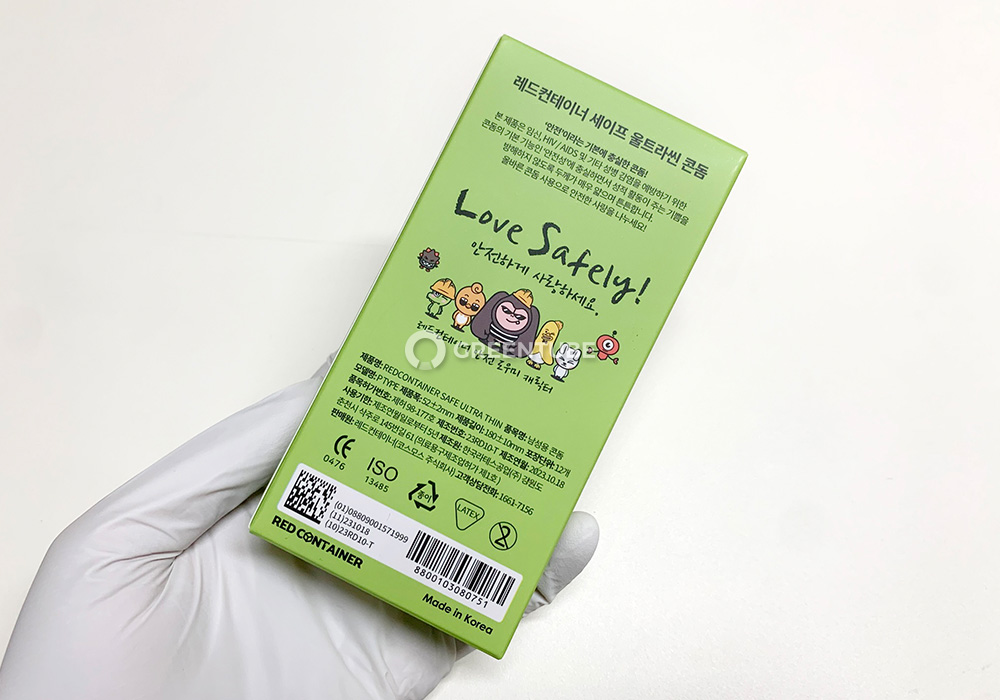 레드컨테이너 세이프 울트라씬 콘돔
'안전'이라는 기본에 충실한 콘돔!
본 제품은 임신, HIV / AIDS 및 기타 성병 감염을 예방하기 위한
콘돔의 기본 기능인 '안전성'에 충실하면서 성적 활동이 주는 기쁨을
방해하지 않도록 두께가 매우 얇으며 튼튼합니다.
올바른 콘돔 사용으로 안전한 사랑을 나누세요!
Love Safely!
안전하게 사랑하세요.
GREENTUBE
레드컨테이너 안전 도우미 캐릭터
제품명: REDCONTAINER SAFE ULTRA THIN 품목명: 남성용 콘돔
모델명: P TYPE 제품폭: 52±2mm 제품길이: 180±10mm 포장단위: 12개
품목허가번호: 제허 98-177호 제조번호: 23RD10-T 제조연월: 2023.10.18
사용기한: 제조연월일로부터 5년 제조원: 한국라텍스공업(주) 강원도
춘천시 삭주로 145번길 61 (의료용구제조업허가 제1호)
판매원: 레드컨테이너(코스모스 주식회사) 고객상담전화: 1661-7156
CE
0476
ISO
13485
종이
LATEX
2
(01)08809001571999
(11)231018
(10)23RD10-T
8800103080751
RED CONTAINER
Made in Korea